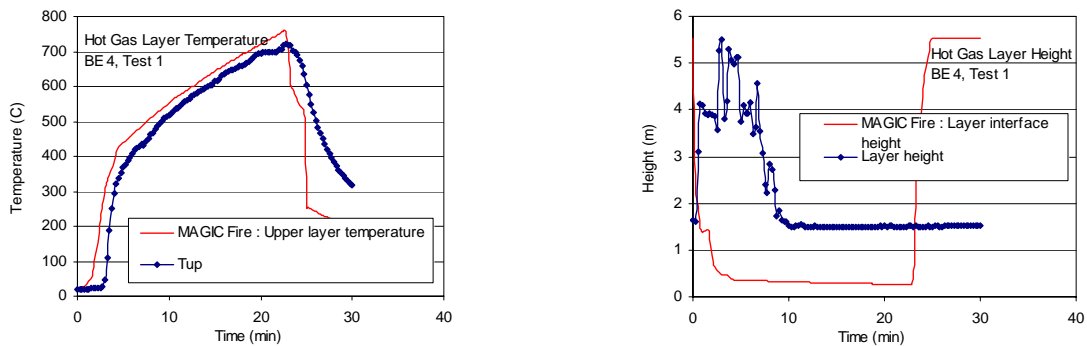 800
700
600
500
400
300
200
100
0
Temperature (C)
Hot Gas Layer Temperature
BE 4, Test 1
MAGIC Fire : Upper layer temperature
Tup
0
10
20
30
40
Time (min)
6
5
4
3
2
1
0
Height (m)
Hot Gas Layer Height
BE 4, Test 1
MAGIC Fire : Layer interface
height
Layer height
0
10
20
30
40
Time (min)